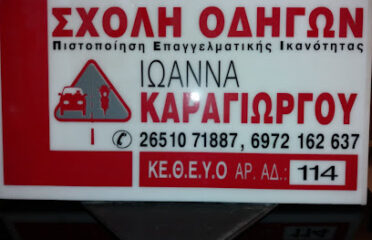 ΣΧΟΛΗ ΟΔΗΓΩΝ
Πιστοποίηση Επαγγελματικής Ικανότητας
ΙΩΑΝΝΑ
ΚΑΡΑΓΙΩΡΓΟΥ
26510 71887, 6972 162 637
ΚΕ.Θ.Ε.Υ.Ο ΑΡ. ΑΔ.: 114